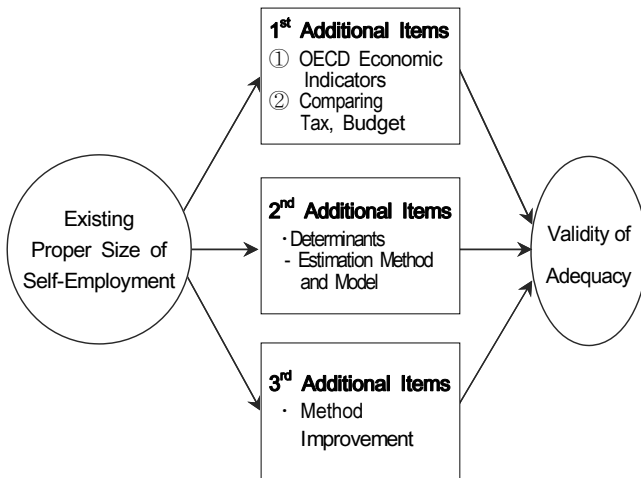 1st Additional Items
① OECD Economic
Indicators
② Comparing
Tax, Budget
Existing
Proper Size of
Self-Employment
2nd Additional Items
· Determinants
- Estimation Method
and Model
Validity of
Adequacy
3rd Additional Items
· Method
Improvement